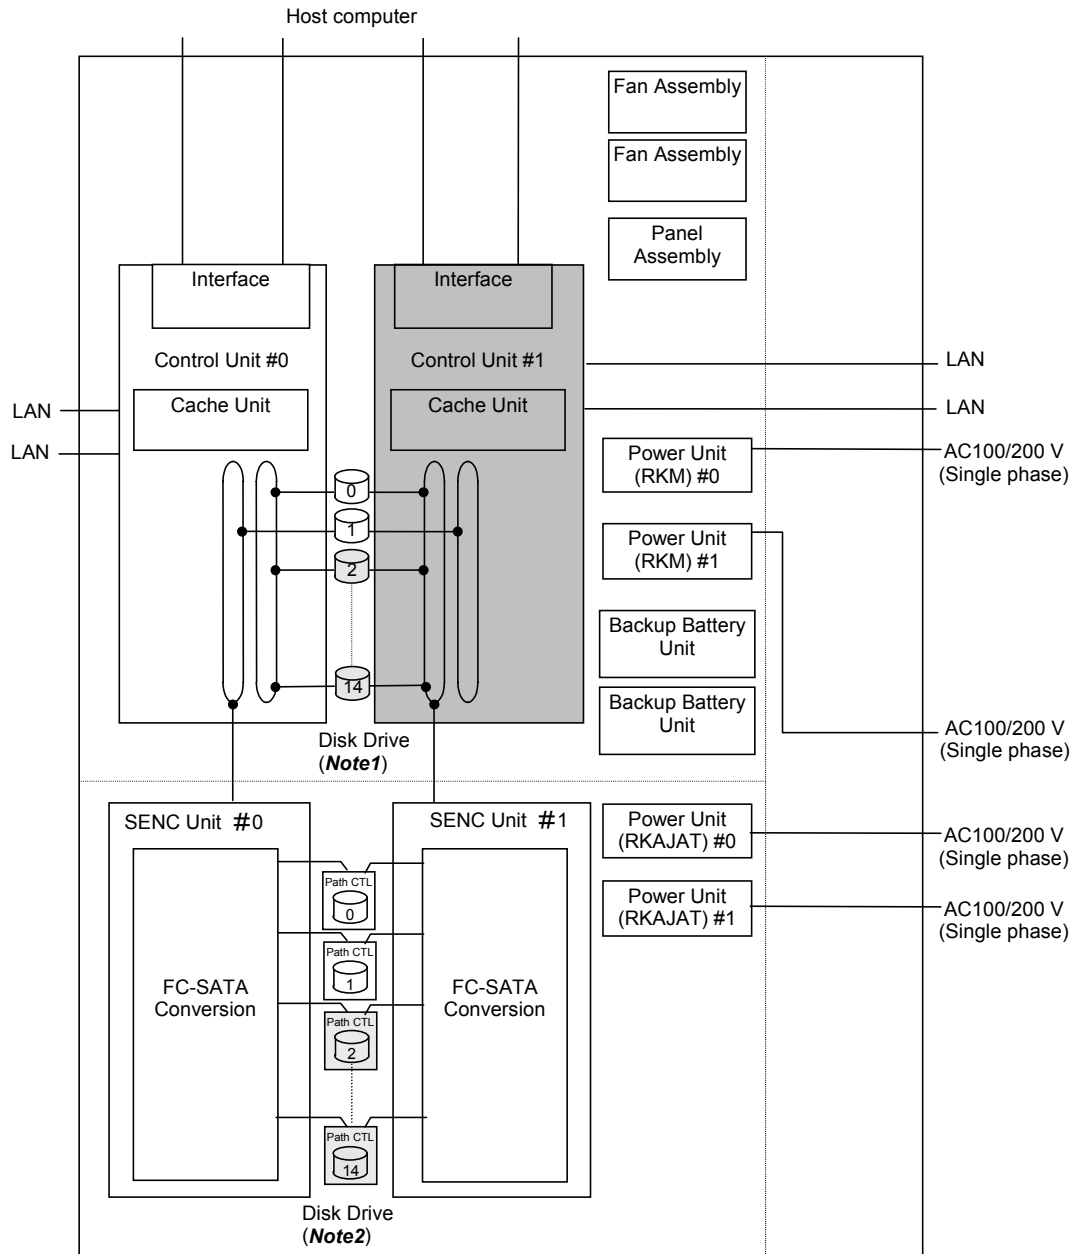 Host computer
Fan Assembly
Fan Assembly
Panel
Assembly
Interface
Interface
Control Unit #0
Control Unit #1
LAN
Cache Unit
Cache Unit
LAN
LAN
LAN
Power Unit
(RKM) #0
AC100/200 V
(Single phase)
0
1
2
14
Power Unit
(RKM) #1
Backup Battery
Unit
Backup Battery
Unit
AC100/200 V
(Single phase)
Disk Drive
(Note1)
SENC Unit #0
SENC Unit #1
Power Unit
(RKAJAT) #0
AC100/200 V
(Single phase)
Power Unit
(RKAJAT) #1
AC100/200 V
(Single phase)
FC-SATA
Conversion
Path CTL
0
Path CTL
1
Path CTL
2
Path CTL
14
FC-SATA
Conversion
Disk Drive
(Note2)